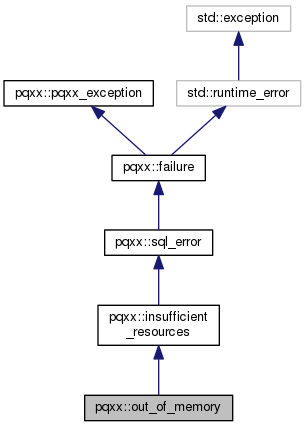 std::exception
pqxx::pqxx_exception
std::runtime_error
pqxx::failure
pqxx::sql_error
pqxx::insufficient
_resources
pqxx::out_of_memory